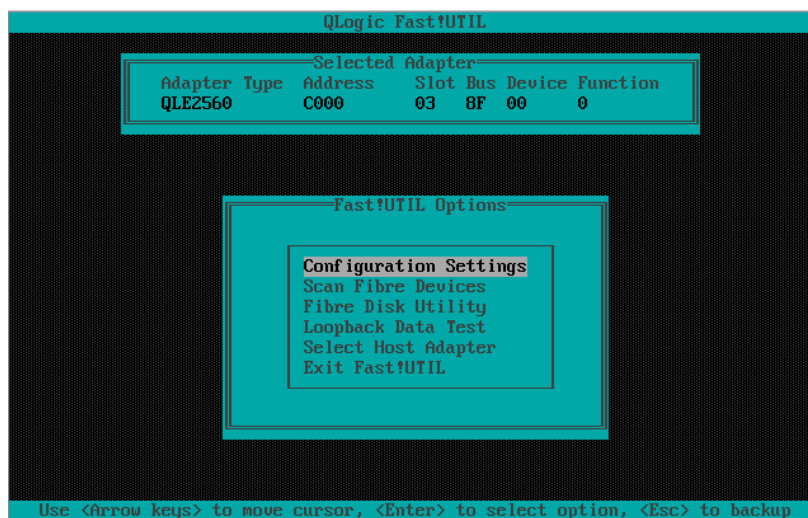 QLogic Fast!UTIL
Selected Adapter
Adapter Type Address Slot Bus Device Function
QLE2560 C000 03 8F 00 0
Fast!UTIL Options
Configuration Settings
Scan Fibre Devices
Fibre Disk Utility
Loopback Data Test
Select Host Adapter
Exit Fast!UTIL
Use <Arrow keys> to move cursor, <Enter> to select option, <Esc> to backup